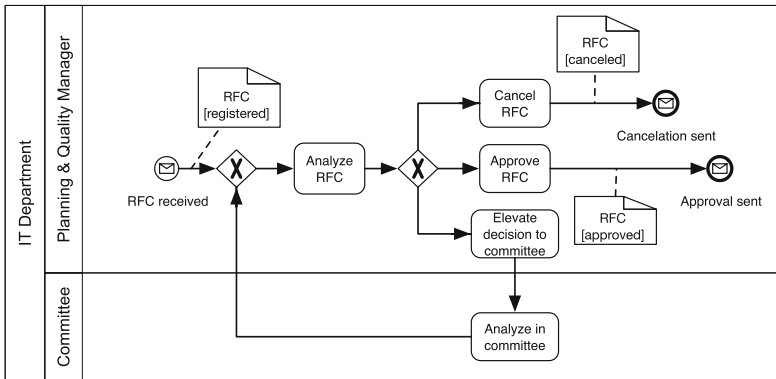 IT Department
Planning & Quality Manager
RFC
[registered]
RFC received
Analyze
RFC
Cancel
RFC
RFC
[canceled]
Cancelation sent
Approve
RFC
RFC
[approved]
Approval sent
Elevate
decision to
committee
Committee
Analyze in
committee